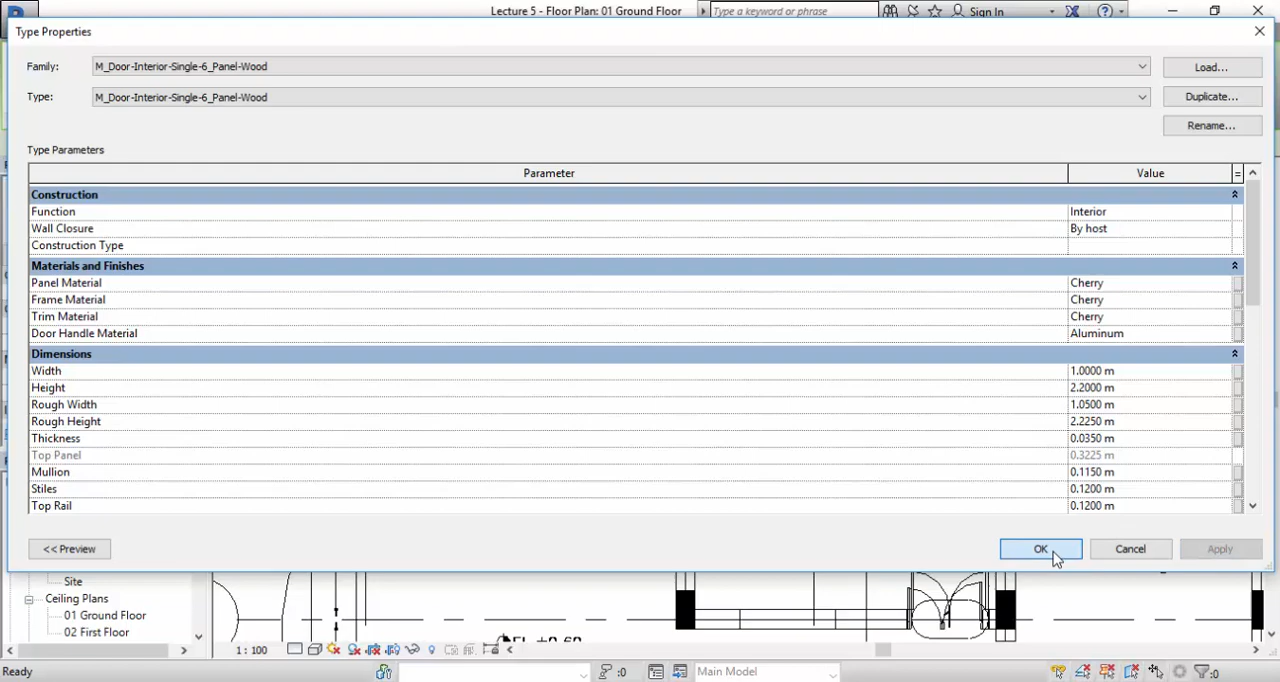 Lecture 5 - Floor Plan: 01 Ground Floor
Type a keyword or phrase
Sign In
Type Properties
Family:
M_Door-Interior-Single-6_Panel-Wood
Load...
Type:
M_Door-Interior-Single-6_Panel-Wood
Duplicate...
Rename...
Type Parameters
Parameter Value =
Construction
Function Interior
Wall Closure By host
Construction Type
Materials and Finishes
Panel Material Cherry
Frame Material Cherry
Trim Material Cherry
Door Handle Material Aluminum
Dimensions
Width 1.0000 m
Height 2.2000 m
Rough Width 1.0500 m
Rough Height 2.2250 m
Thickness 0.0350 m
Top Panel 0.3225 m
Mullion 0.1150 m
Stiles 0.1200 m
Top Rail 0.1200 m
<< Preview
OK
Cancel
Apply
Site
Ceiling Plans
01 Ground Floor
02 First Floor
1 : 100
Ready
:0
Main Model
:0